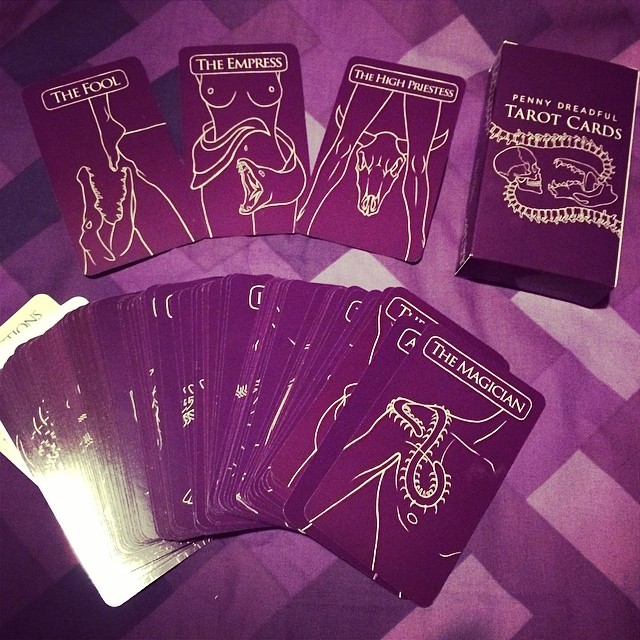 THE FOOL
THE EMPRESS
THE HIGH PRIESTESS
PENNY DREADFUL
TAROT CARDS
THE MAGICIAN